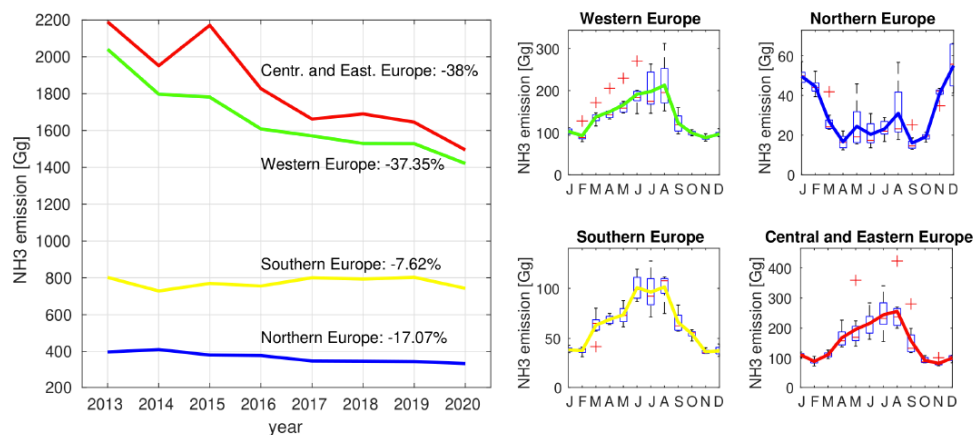 2200
2000
1800
1600
1400
1200
1000
800
600
400
200
NH3 emission [Gg]
Centr. and East. Europe: -38%
Western Europe: -37.35%
Southern Europe: -7.62%
Northern Europe: -17.07%
2013 2014 2015 2016 2017 2018 2019 2020
year
Western Europe
NH3 emission [Gg]
300
200
100
0
J F M A M J J A S O N D
Northern Europe
NH3 emission [Gg]
60
40
20
0
J F M A M J J A S O N D
Southern Europe
NH3 emission [Gg]
100
50
0
J F M A M J J A S O N D
Central and Eastern Europe
NH3 emission [Gg]
400
300
200
100
0
J F M A M J J A S O N D